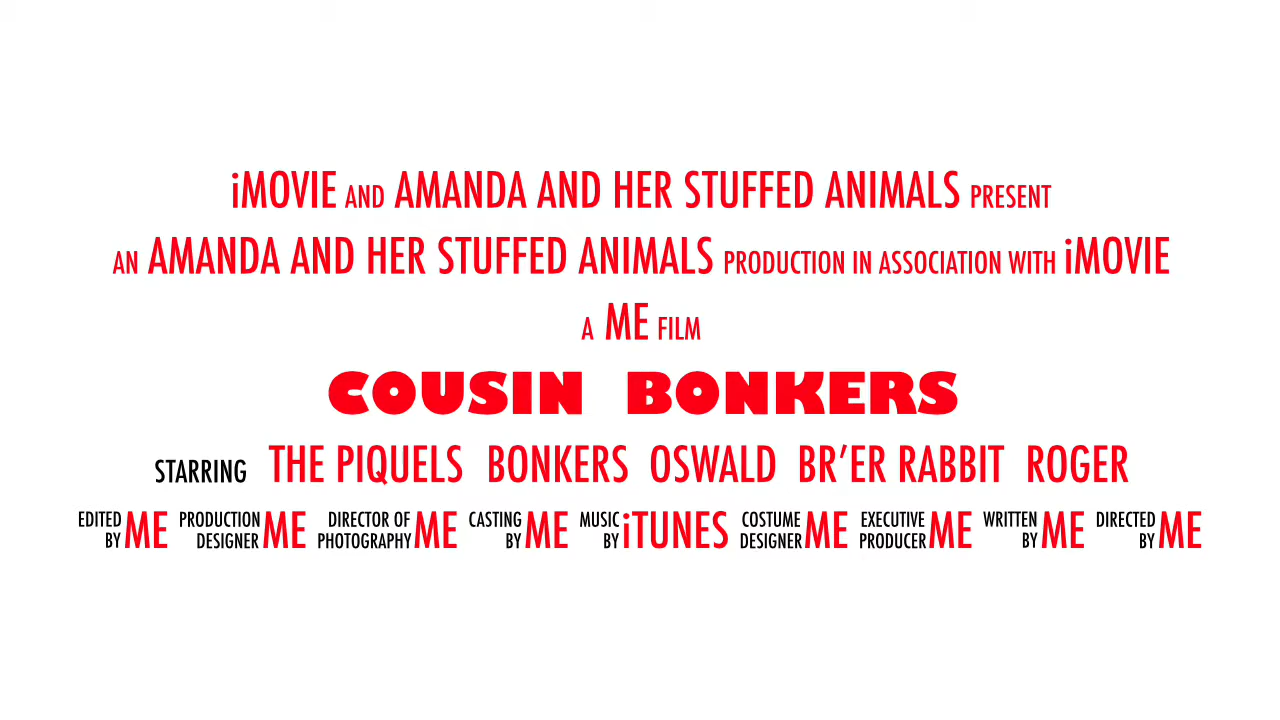 iMOVIE AND AMANDA AND HER STUFFED ANIMALS PRESENT
AN AMANDA AND HER STUFFED ANIMALS PRODUCTION IN ASSOCIATION WITH iMOVIE
A ME FILM
COUSIN BONKERS
STARRING THE PIQUELS BONKERS OSWALD BR’ER RABBIT ROGER
EDITED BY ME PRODUCTION DESIGNER ME DIRECTOR OF PHOTOGRAPHY ME CASTING BY ME MUSIC BY iTUNES COSTUME DESIGNER ME EXECUTIVE PRODUCER ME WRITTEN BY ME DIRECTED BY ME